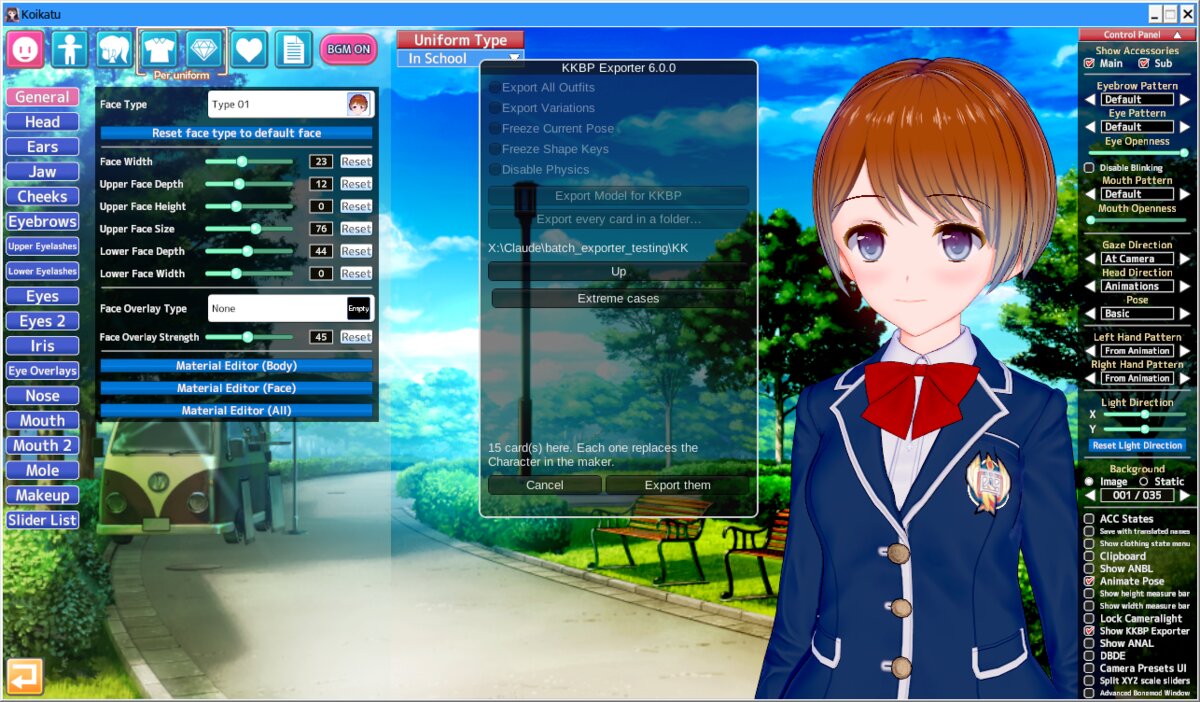 Koikatu
BGM ON
Per uniform
Uniform Type
In School
General
Head
Ears
Jaw
Cheeks
Eyebrows
Upper Eyelashes
Lower Eyelashes
Eyes
Eyes 2
Iris
Eye Overlays
Nose
Mouth
Mouth 2
Mole
Makeup
Slider List
Face Type
Type 01
Reset face type to default face
Face Width 23 Reset
Upper Face Depth 12 Reset
Upper Face Height 0 Reset
Upper Face Size 76 Reset
Lower Face Depth 44 Reset
Lower Face Width 0 Reset
Face Overlay Type None Empty
Face Overlay Strength 45 Reset
Material Editor (Body)
Material Editor (Face)
Material Editor (All)
KKBP Exporter 6.0.0
Export All Outfits
Export Variations
Freeze Current Pose
Freeze Shape Keys
Disable Physics
Export Model for KKBP
Export every card in a folder...
X:\Claude\batch_exporter_testing\KK
Up
Extreme cases
15 card(s) here. Each one replaces the
Character in the maker.
Cancel Export them
Control Panel
Show Accessories
Main Sub
Eyebrow Pattern
Default
Eye Pattern
Default
Eye Openness
Disable Blinking
Mouth Pattern
Default
Mouth Openness
Gaze Direction
At Camera
Head Direction
Animations
Pose
Basic
Left Hand Pattern
From Animation
Right Hand Pattern
From Animation
Light Direction
X
Y
Reset Light Direction
Background
Image Static
001 / 035
ACC States
Save with translated names
Show clothing state menu
Clipboard
Show ANBL
Animate Pose
Show height measure bar
Show width measure bar
Lock Cameralight
Show KKBP Exporter
Show ANAL
DBDE
Camera Presets UI
Split XYZ scale sliders
Advanced Bonemod Window